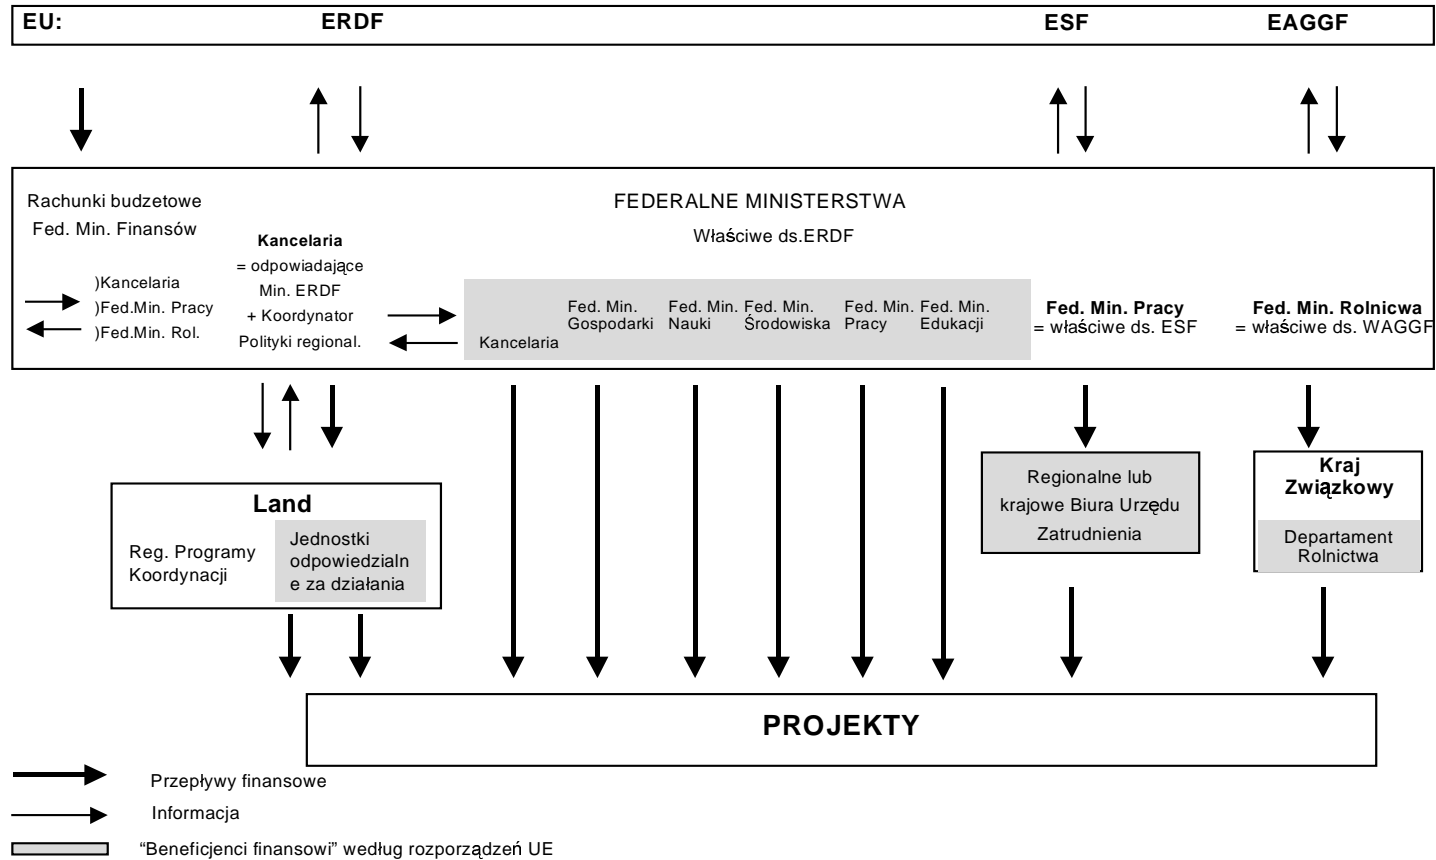 EU: ERDF ESF EAGGF
Rachunki budzetowe
Fed. Min. Finansów
)Kancelaria
)Fed.Min. Pracy
)Fed.Min. Rol.
Kancelaria
= odpowiadające
Min. ERDF
+ Koordynator
Polityki regional.
FEDERALNE MINISTERSTWA
Właściwe ds.ERDF
Kancelaria
Fed. Min.
Gospodarki
Fed. Min.
Nauki
Fed. Min.
Środowiska
Fed. Min.
Pracy
Fed. Min.
Edukacji
Fed. Min. Pracy
= właściwe ds. ESF
Fed. Min. Rolnicwa
= właściwe ds. WAGGF
Land
Reg. Programy
Koordynacji
Jednostki
odpowiedzialn
e za działania
Regionalne lub
krajowe Biura Urzędu
Zatrudnienia
Kraj
Związkowy
Departament
Rolnictwa
PROJEKTY
Przepływy finansowe
Informacja
“Beneficjenci finansowi” według rozporządzeń UE